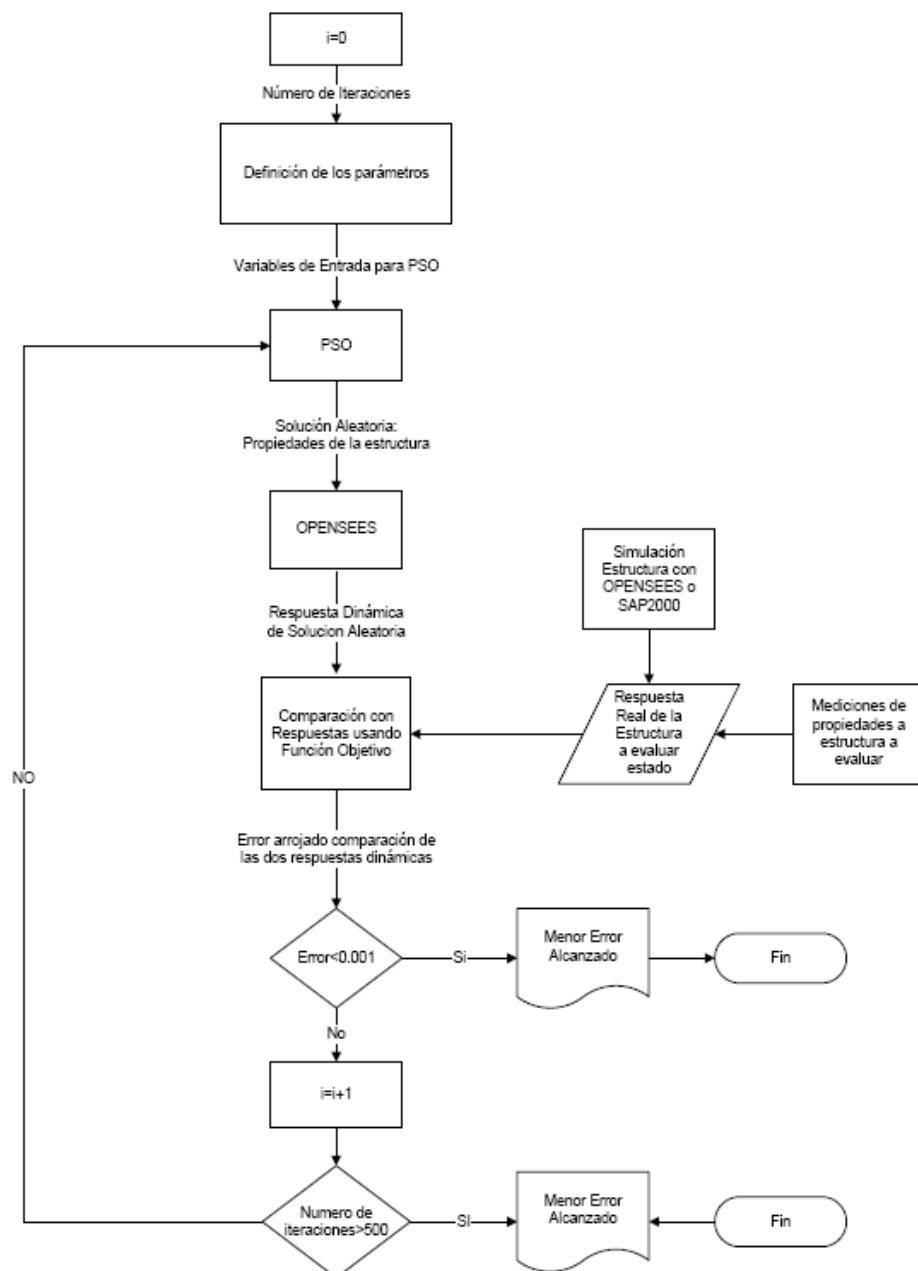 i=0
Número de Iteraciones
Definición de los parámetros
Variables de Entrada para PSO
PSO
Solución Aleatoria:
Propiedades de la estructura
OPENSEES
Simulación
Estructura con
OPENSEES o
SAP2000
Respuesta Dinámica
de Solucion Aleatoria
Comparación con
Respuestas usando
Función Objetivo
Respuesta
Real de la
Estructura
a evaluar
estado
Mediciones de
propiedades a
estructura a
evaluar
NO
Error arrojado comparación de
las dos respuestas dinámicas
Error<0.001
Si
Menor Error
Alcanzado
Fin
No
i=i+1
Numero de
iteraciones>500
SI
Menor Error
Alcanzado
Fin